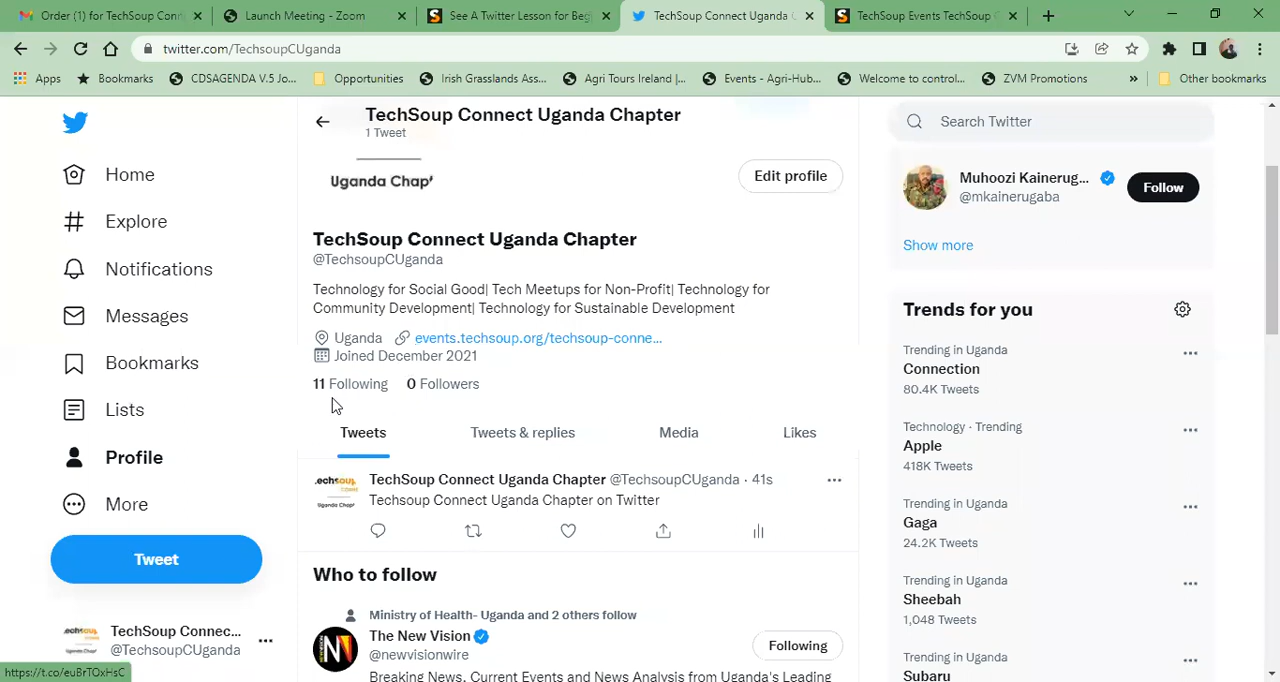 Order (1) for TechSoup Conn
Launch Meeting - Zoom
See A Twitter Lesson for Beg
TechSoup Connect Uganda C
TechSoup Events TechSoup C
twitter.com/TechsoupCUganda
Apps
Bookmarks
CDSAGENDA V.5 Jo...
Opportunities
Irish Grasslands Ass...
Agri Tours Ireland |...
Events - Agri-Hub...
Welcome to control...
ZVM Promotions
»
Other bookmarks
Home
Explore
Notifications
Messages
Bookmarks
Lists
Profile
More
Tweet
TechSoup Connec...
@TechsoupCUganda
https://t.co/euBrTOxHsC
TechSoup Connect Uganda Chapter
1 Tweet
Uganda Chap
Edit profile
TechSoup Connect Uganda Chapter
@TechsoupCUganda
Technology for Social Good| Tech Meetups for Non-Profit| Technology for
Community Development| Technology for Sustainable Development
Uganda events.techsoup.org/techsoup-conne...
Joined December 2021
11 Following 0 Followers
Tweets Tweets & replies Media Likes
TechSoup Connect Uganda Chapter @TechsoupCUganda · 41s
Techsoup Connect Uganda Chapter on Twitter
Who to follow
Ministry of Health- Uganda and 2 others follow
The New Vision
@newvisionwire
Following
Breaking News, Current Events and News Analysis from Uganda's Leading
Search Twitter
Muhoozi Kainerug...
@mkainerugaba
Follow
Show more
Trends for you
Trending in Uganda
Connection
80.4K Tweets
Technology · Trending
Apple
418K Tweets
Trending in Uganda
Gaga
24.2K Tweets
Trending in Uganda
Sheebah
1,048 Tweets
Trending in Uganda
Subaru